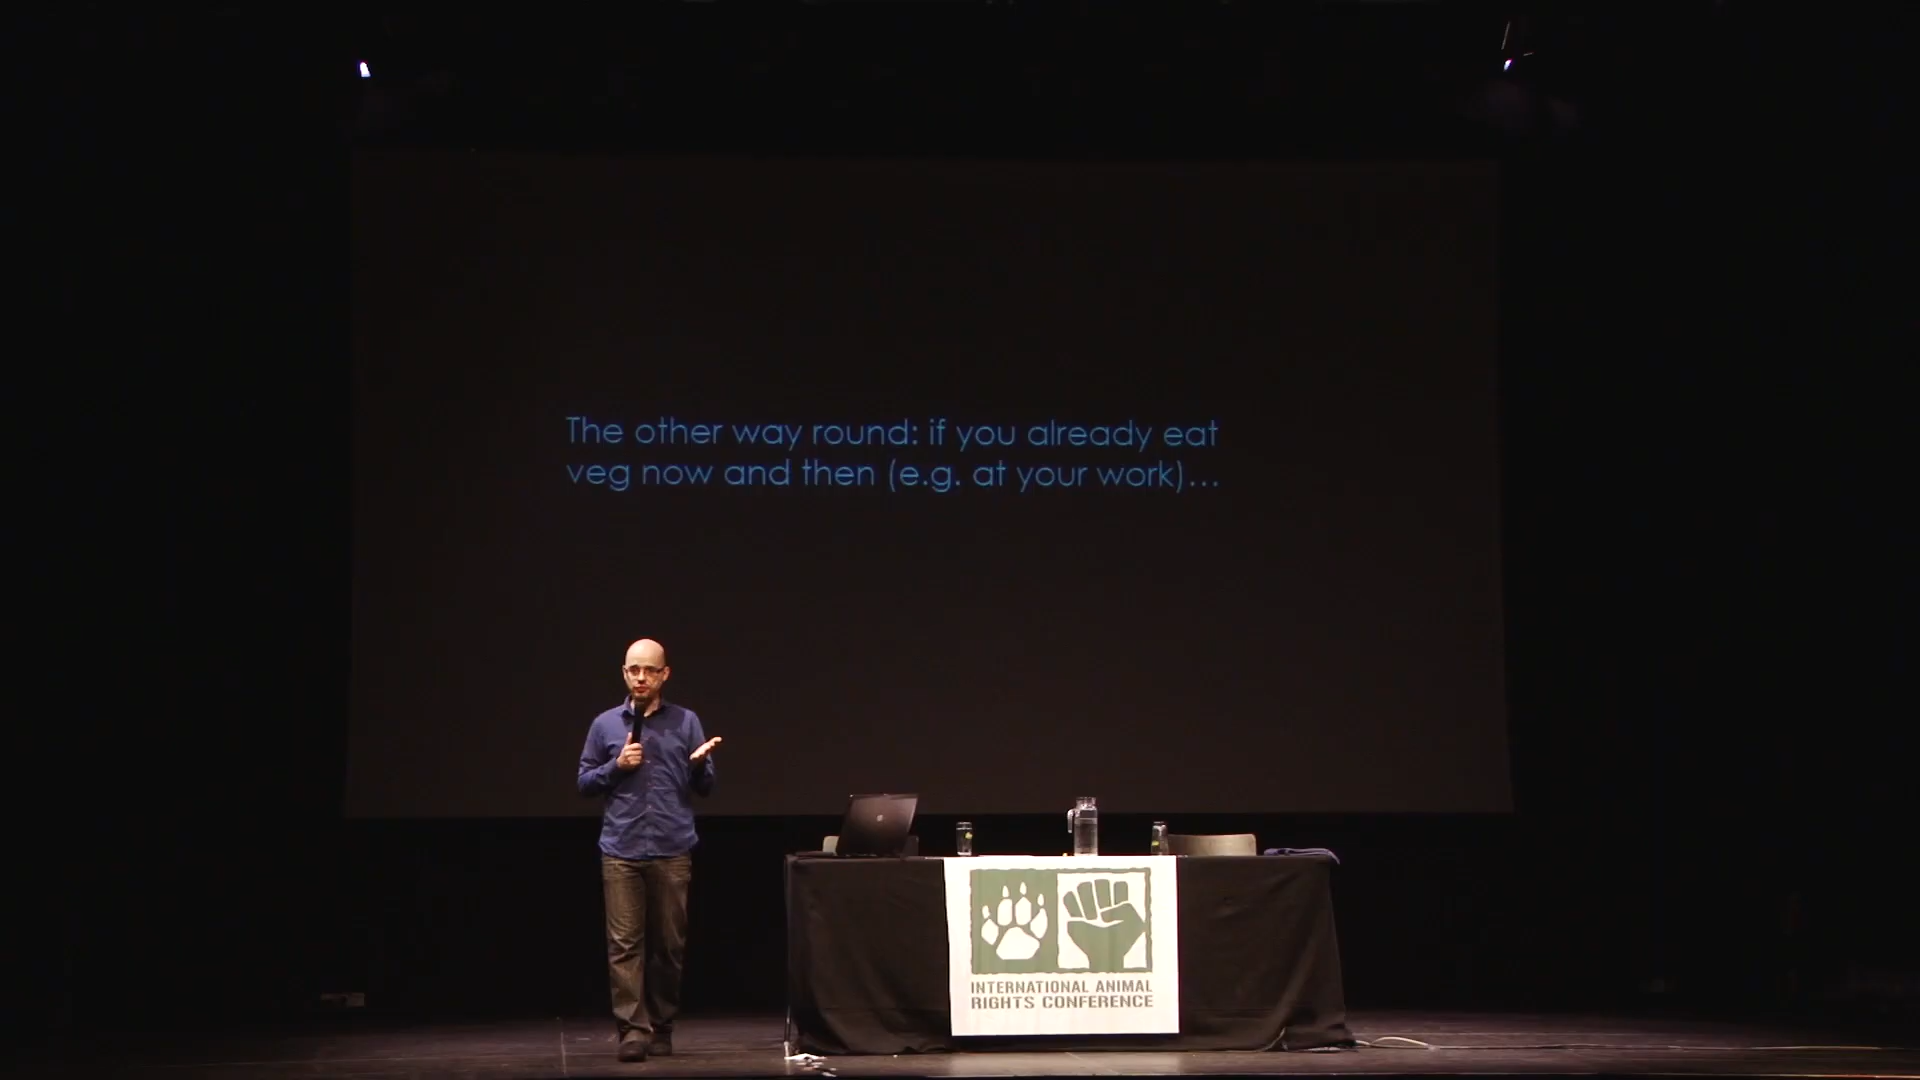 The other way round: if you already eat
veg now and then (e.g. at your work)...
INTERNATIONAL ANIMAL
RIGHTS CONFERENCE